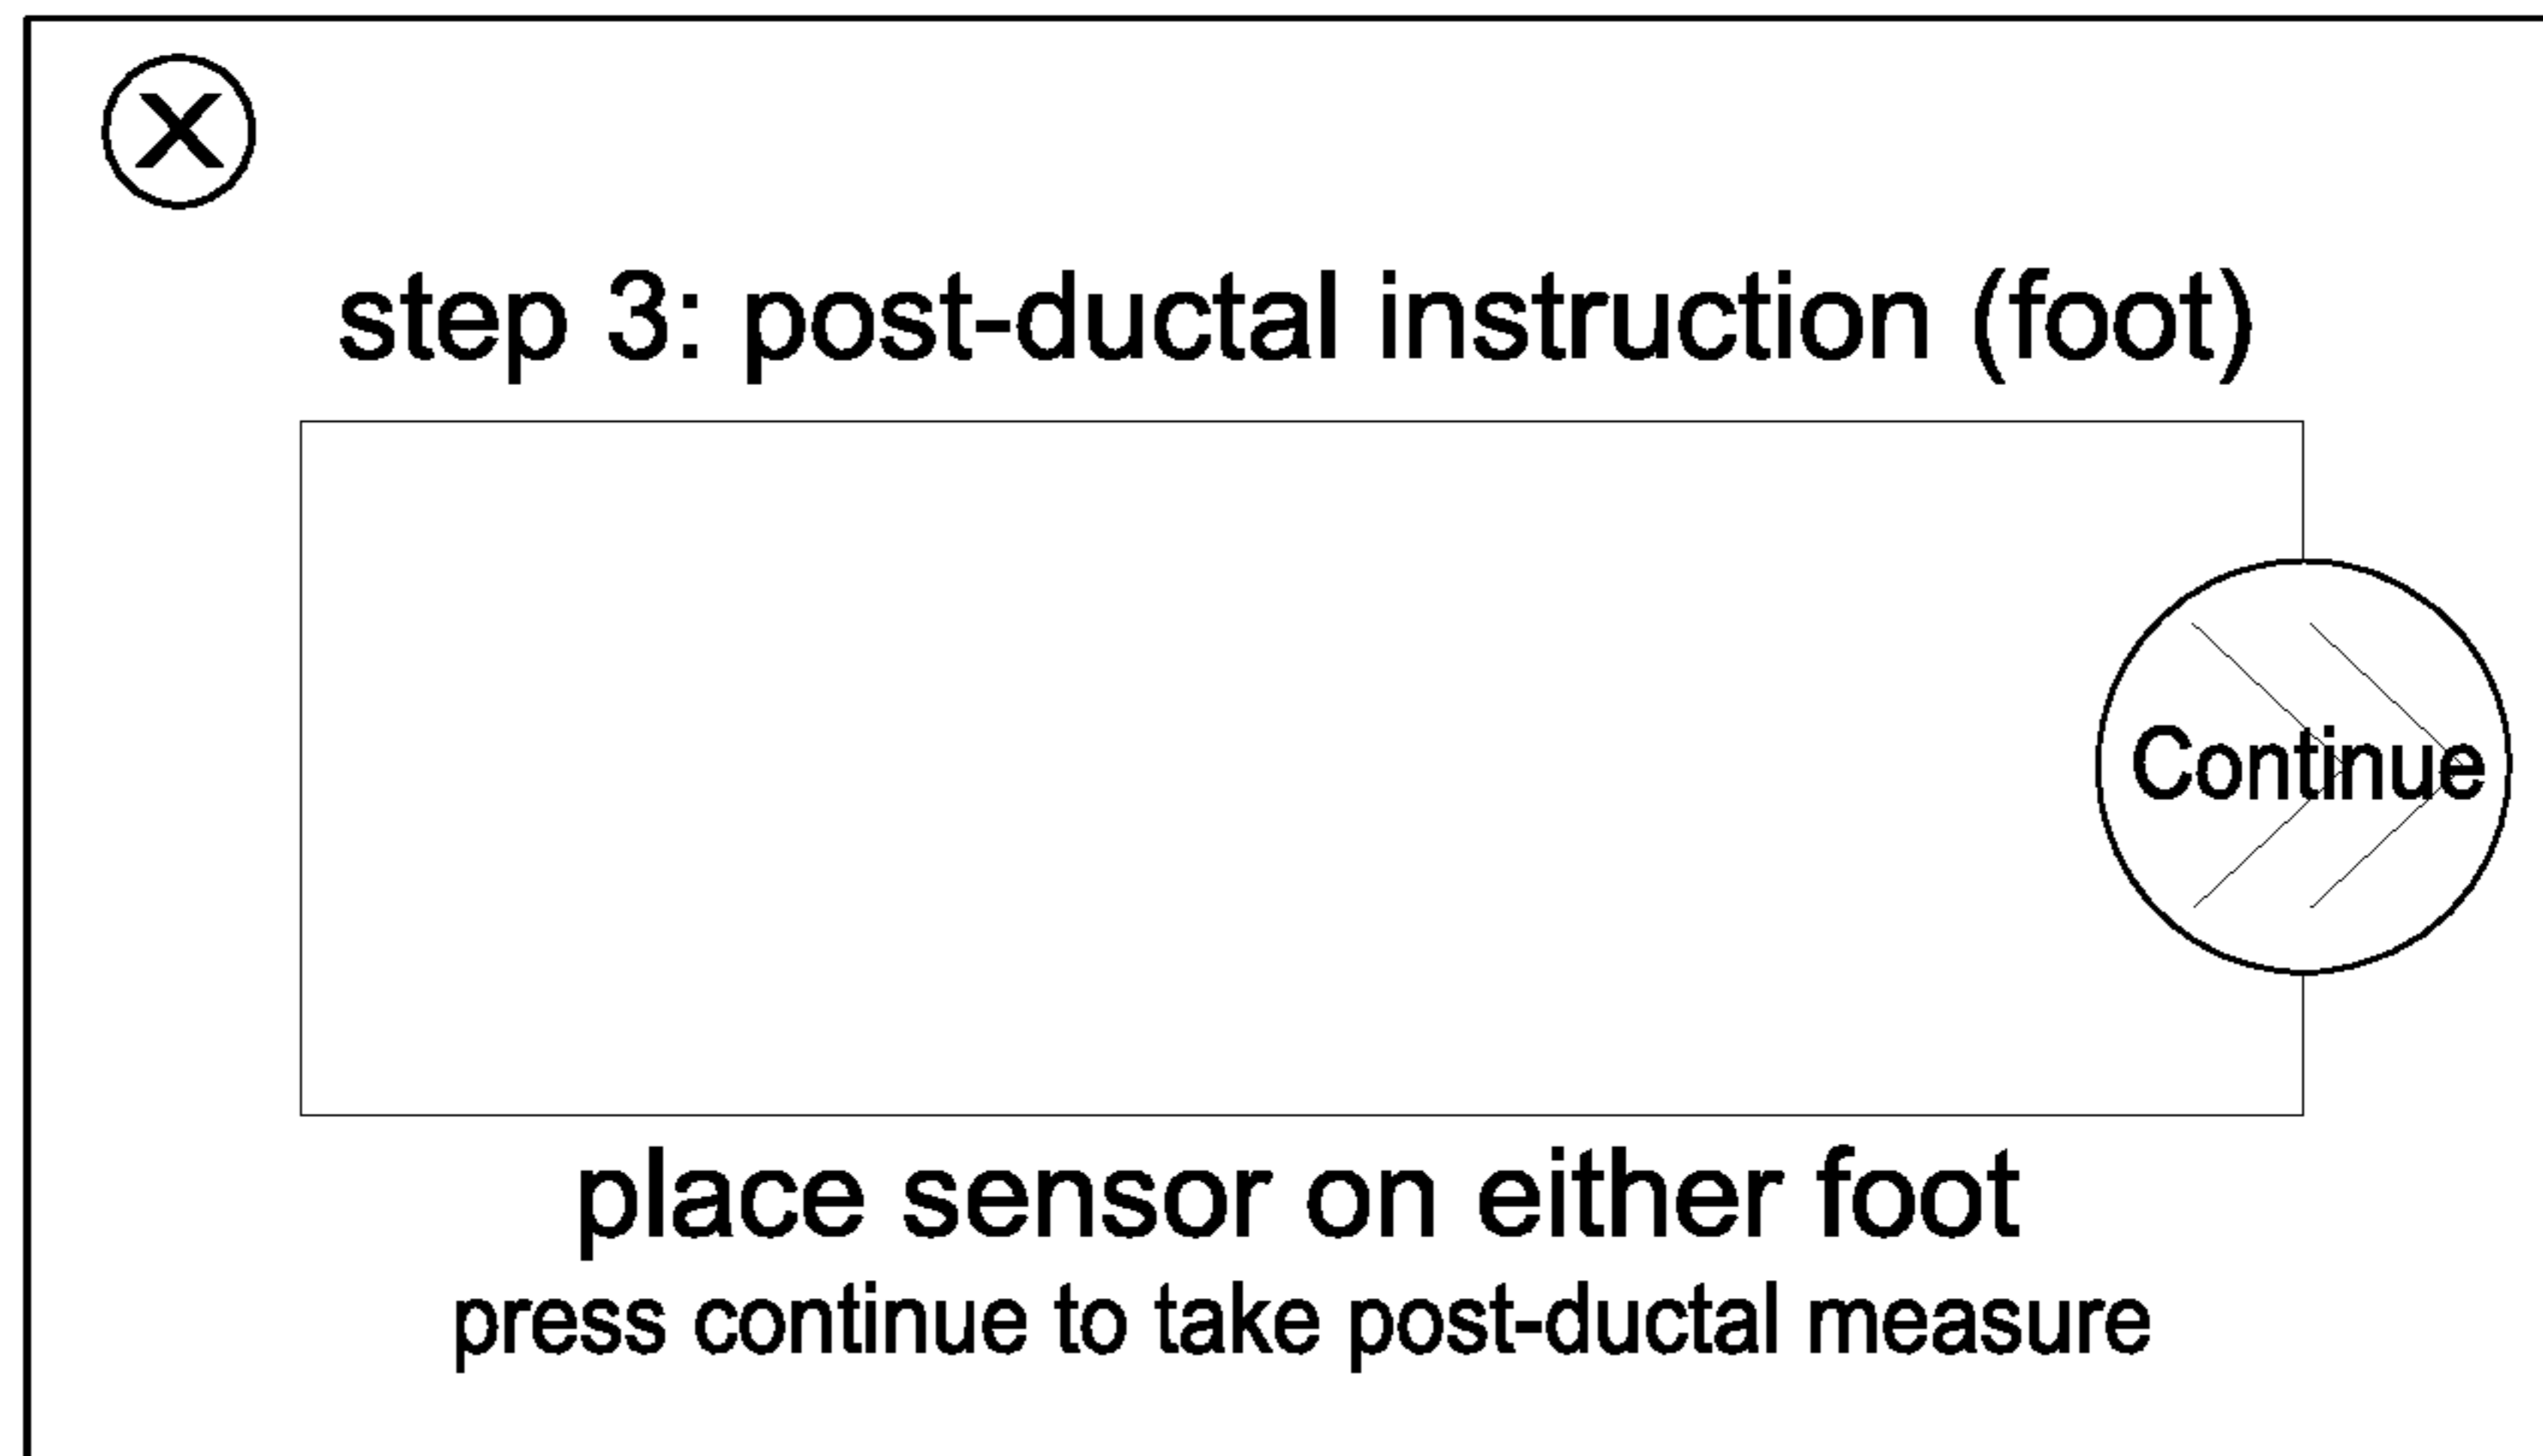 X
step 3: post-ductal instruction (foot)
Continue
place sensor on either foot
press continue to take post-ductal measure